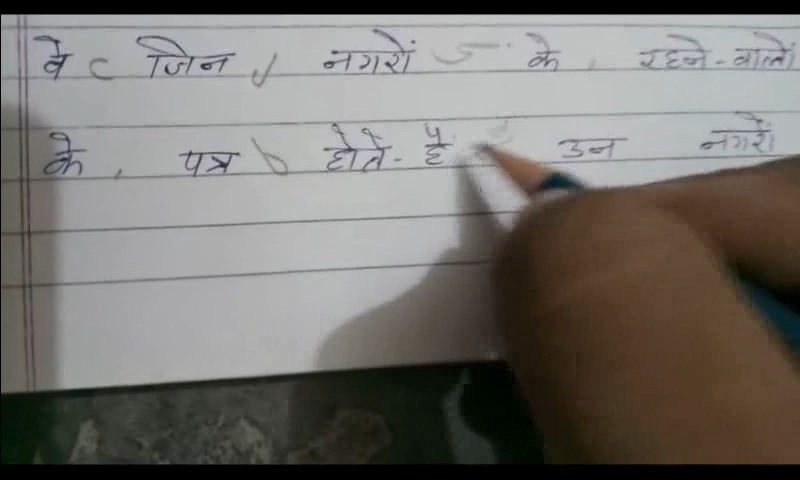 वे जिन नगरों के रहने-वालों
के पत्र होते-हैं उन नगरों